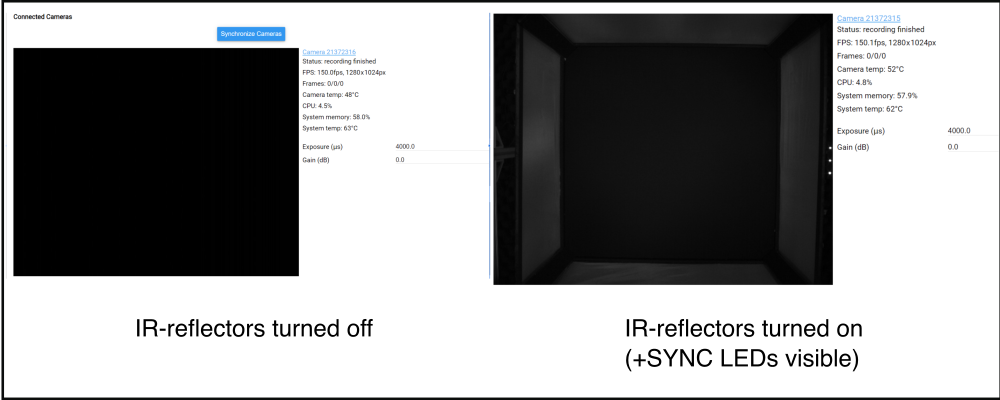 Connected Cameras
Synchronize Cameras
Camera 21372316
Status: recording finished
FPS: 150.0fps, 1280x1024px
Frames: 0/0/0
Camera temp: 48°C
CPU: 4.5%
System memory: 58.0%
System temp: 63°C
Exposure (µs) 4000.0
Gain (dB) 0.0
Camera 21372315
Status: recording finished
FPS: 150.1fps, 1280x1024px
Frames: 0/0/0
Camera temp: 52°C
CPU: 4.8%
System memory: 57.9%
System temp: 62°C
Exposure (µs) 4000.0
Gain (dB) 0.0
IR-reflectors turned off
IR-reflectors turned on
(+SYNC LEDs visible)